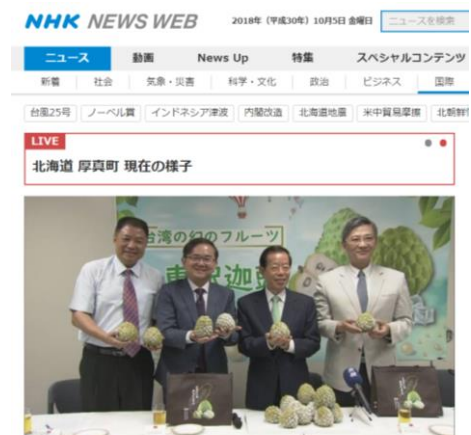 NHK NEWS WEB
2018年（平成30年）10月5日 金曜日
ニュースを検索
ニュース 動画 News Up 特集 スペシャルコンテンツ
新着 社会 気象・災害 科学・文化 政治 ビジネス 国際
台風25号 ノーベル賞 インドネシア津波 内閣改造 北海道地震 米中貿易摩擦 北朝鮮
LIVE
北海道 厚真町 現在の様子
台湾の幻のフルーツ